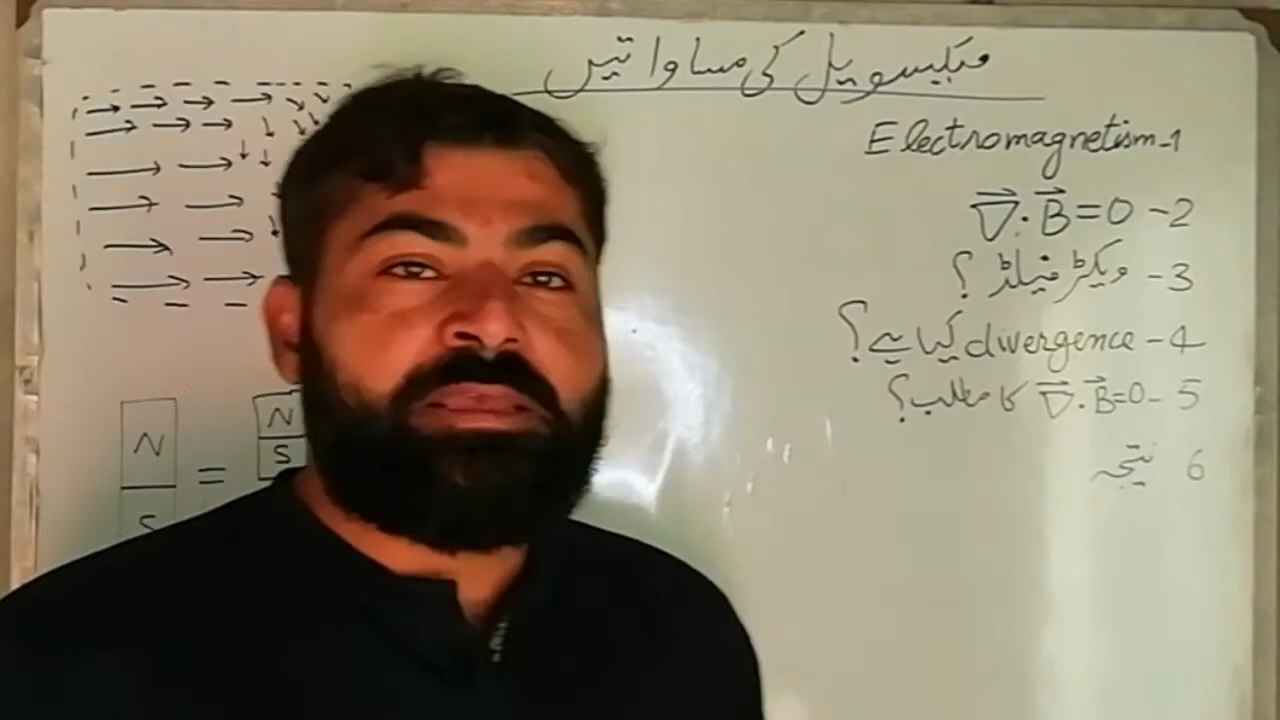 میکسویل کی مساواتیں
Electromagnetism-1
∇⃗·B⃗=0 -2
3- ویکٹر فیلڈ ؟
4- divergence کیا ہے؟
5- ∇⃗·B⃗=0 کا مطلب؟
6 نتیجہ
N
S
=
N
S